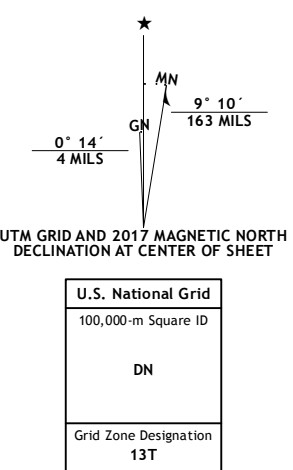 ★
MN
9° 10´
163 MILS
GN
0° 14´
4 MILS
UTM GRID AND 2017 MAGNETIC NORTH
DECLINATION AT CENTER OF SHEET
U.S. National Grid
100,000-m Square ID
DN
Grid Zone Designation
13T